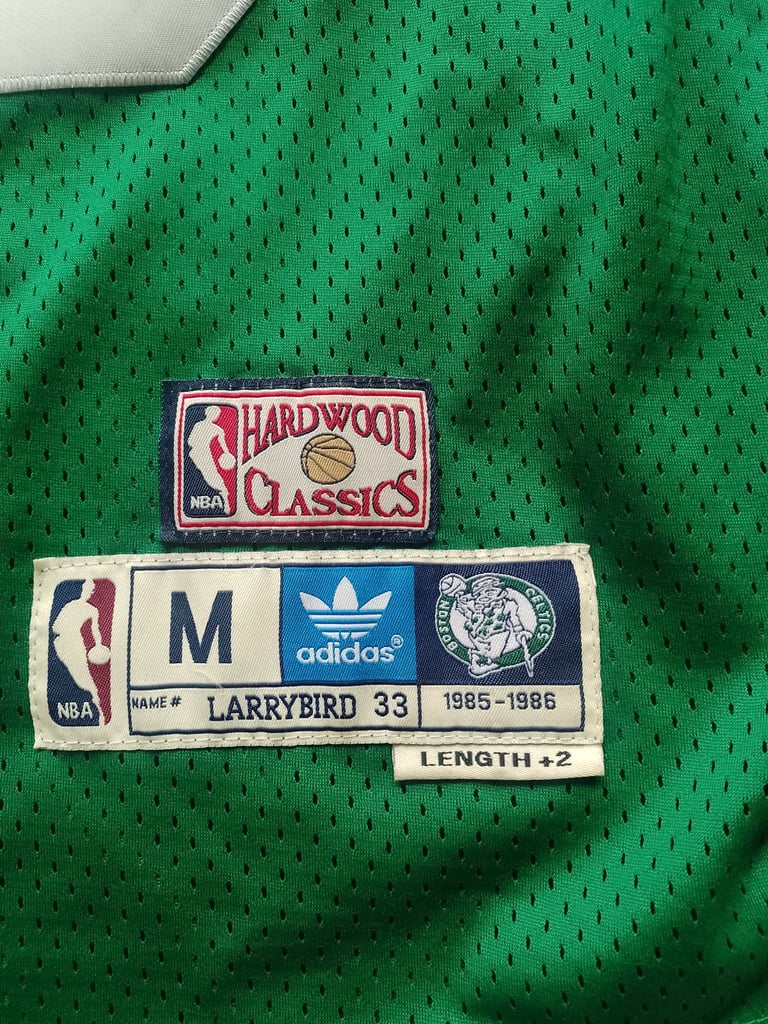 HARDWOOD
NBA
CLASSICS
M
adidas®
BOSTON CELTICS
NBA
NAME # LARRYBIRD 33
1985-1986
LENGTH +2